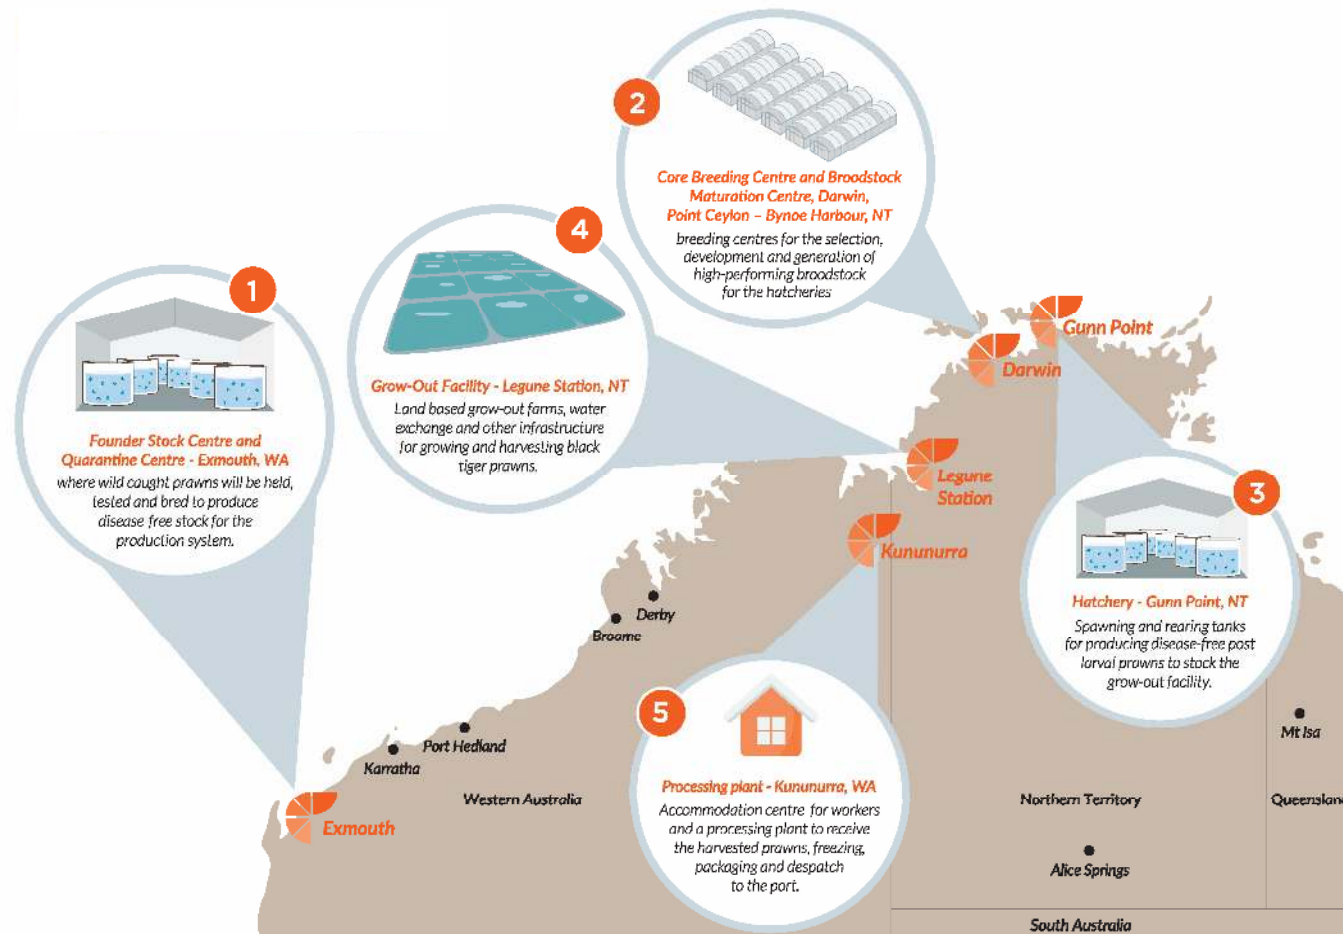 1
Founder Stock Centre and
Quarantine Centre - Exmouth, WA
where wild caught prawns will be held,
tested and bred to produce
disease free stock for the
production system.
2
Core Breeding Centre and Broodstock
Maturation Centre, Darwin,
Point Ceylon – Bynoe Harbour, NT
breeding centres for the selection,
development and generation of
high-performing broodstock
for the hatcheries
3
Hatchery - Gunn Point, NT
Spawning and rearing tanks
for producing disease-free post
larval prawns to stock the
grow-out facility.
4
Grow-Out Facility - Legune Station, NT
Land based grow-out farms, water
exchange and other infrastructure
for growing and harvesting black
tiger prawns.
5
Processing plant - Kununurra, WA
Accommodation centre for workers
and a processing plant to receive
the harvested prawns, freezing,
packaging and despatch
to the port.
Gunn Point
Darwin
Legune
Station
Kununurra
Derby
Broome
Port Hedland
Karratha
Exmouth
Western Australia
Northern Territory
Alice Springs
Mt Isa
Queenslan
South Australia